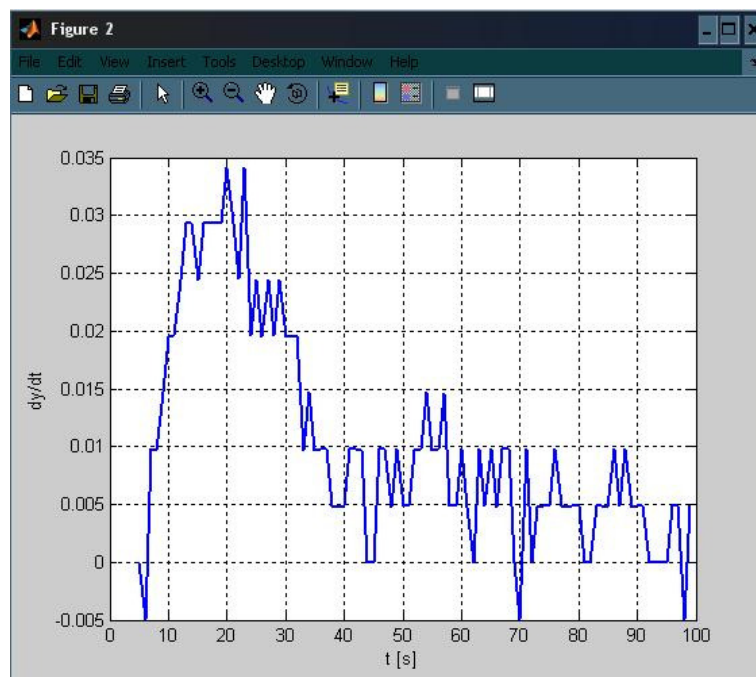 Figure 2
File Edit View Insert Tools Desktop Window Help
0.035
0.03
0.025
0.02
0.015
0.01
0.005
0
-0.005
dy/dt
0 10 20 30 40 50 60 70 80 90 100
t [s]